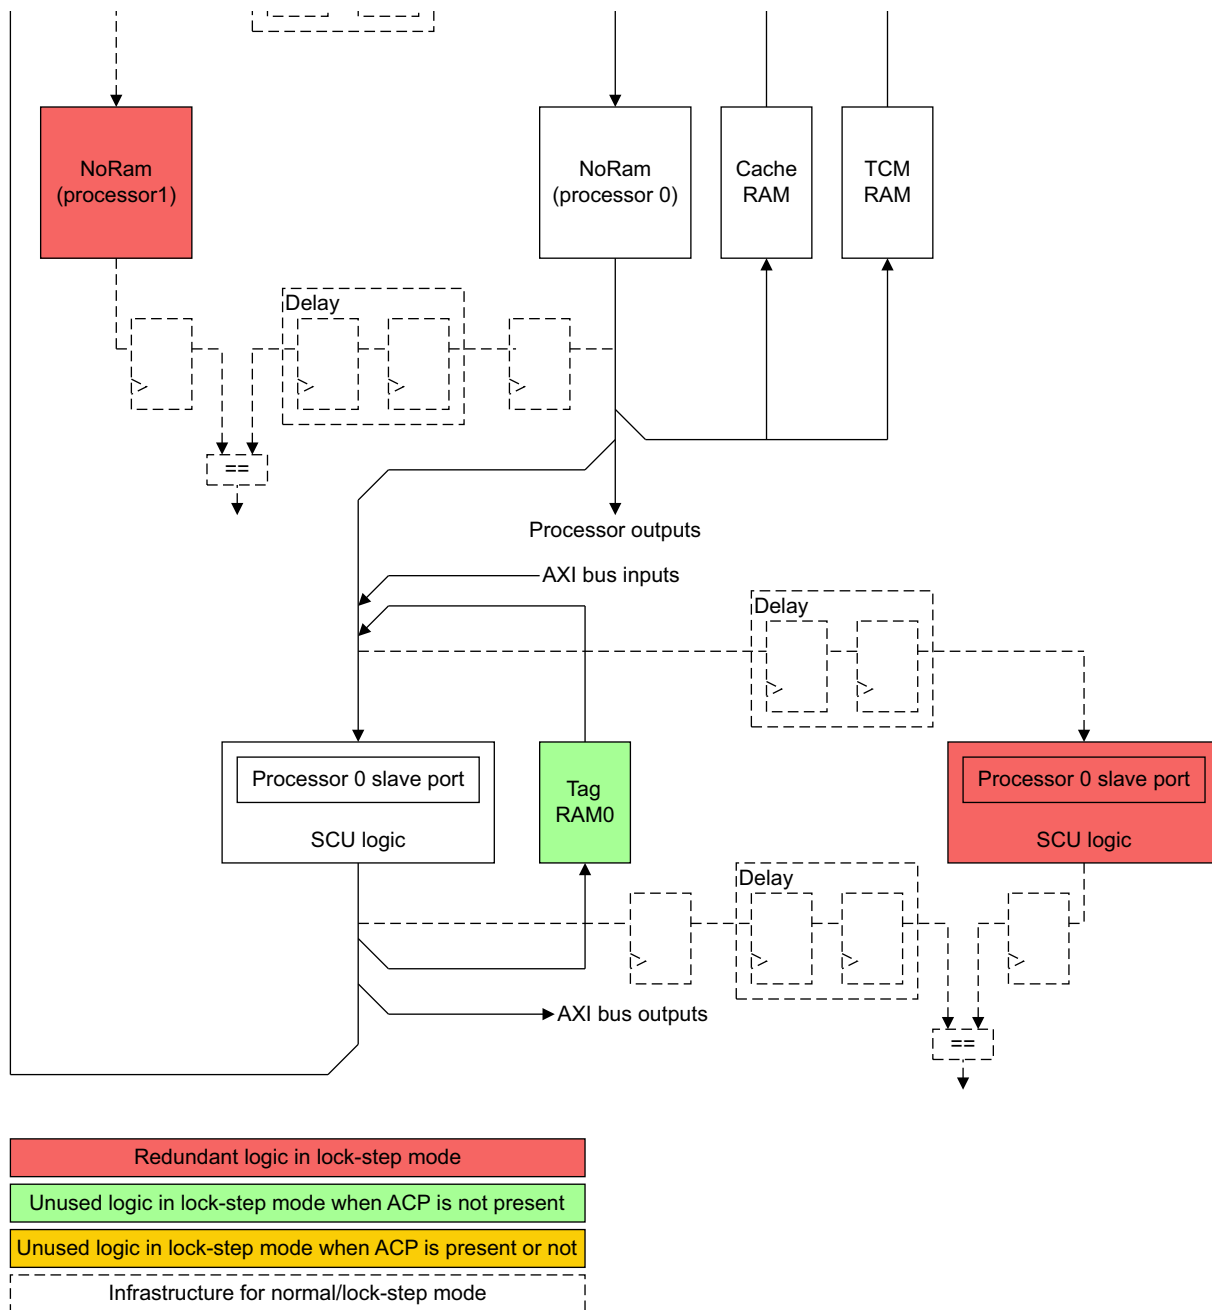 NoRam
(processor1)
NoRam
(processor 0)
Cache
RAM
TCM
RAM
Delay
==
Processor outputs
AXI bus inputs
Delay
Processor 0 slave port
SCU logic
Tag
RAM0
Processor 0 slave port
SCU logic
Delay
AXI bus outputs
==
Redundant logic in lock-step mode
Unused logic in lock-step mode when ACP is not present
Unused logic in lock-step mode when ACP is present or not
Infrastructure for normal/lock-step mode